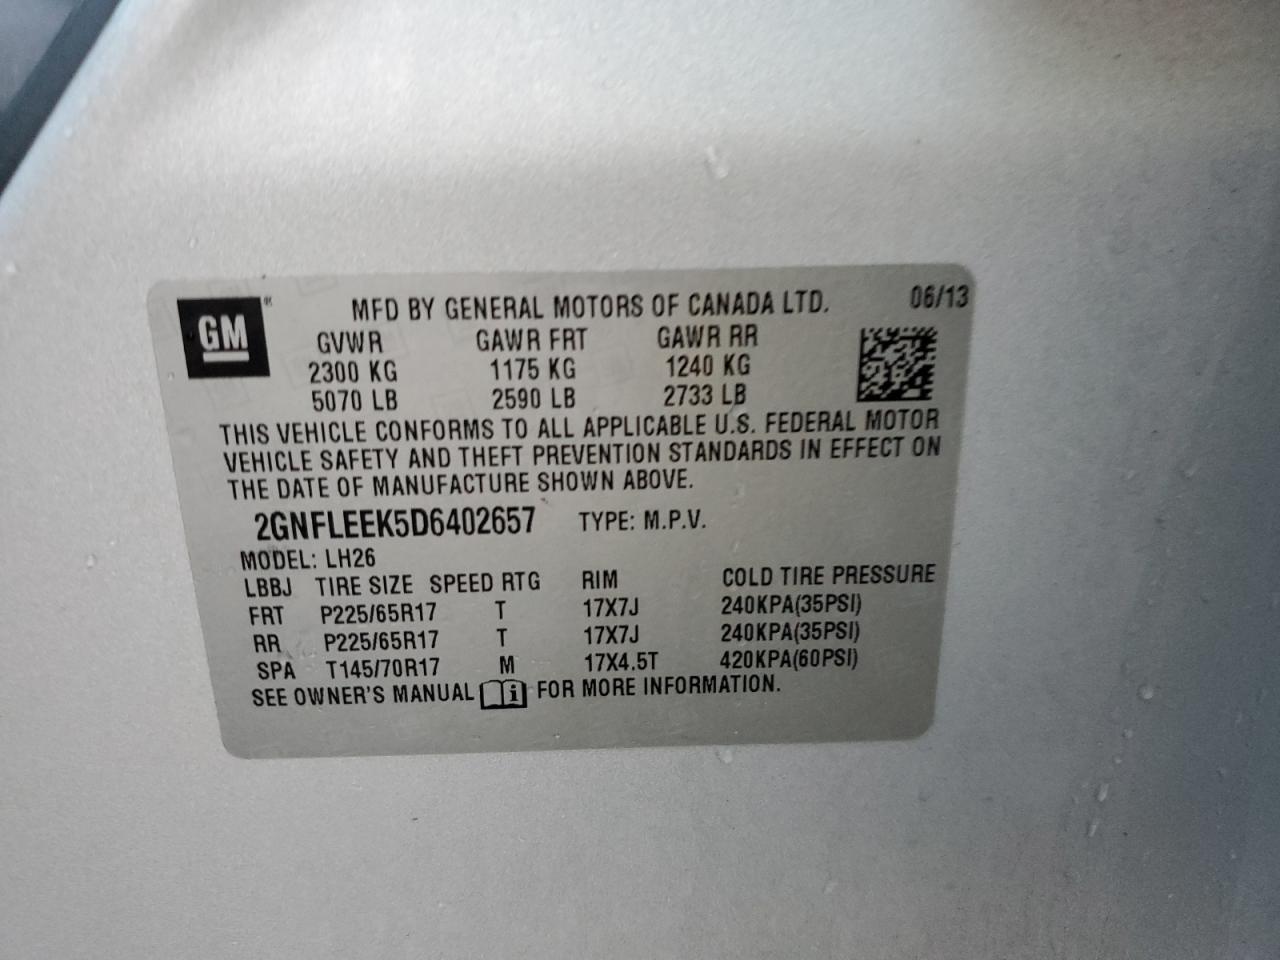 GM ®
MFD BY GENERAL MOTORS OF CANADA LTD. 06/13
GVWR GAWR FRT GAWR RR
2300 KG 1175 KG 1240 KG
5070 LB 2590 LB 2733 LB
THIS VEHICLE CONFORMS TO ALL APPLICABLE U.S. FEDERAL MOTOR
VEHICLE SAFETY AND THEFT PREVENTION STANDARDS IN EFFECT ON
THE DATE OF MANUFACTURE SHOWN ABOVE.
2GNFLEEK5D6402657 TYPE: M.P.V.
MODEL: LH26
LBBJ TIRE SIZE SPEED RTG RIM COLD TIRE PRESSURE
FRT P225/65R17 T 17X7J 240KPA(35PSI)
RR P225/65R17 T 17X7J 240KPA(35PSI)
SPA T145/70R17 M 17X4.5T 420KPA(60PSI)
SEE OWNER'S MANUAL i FOR MORE INFORMATION.